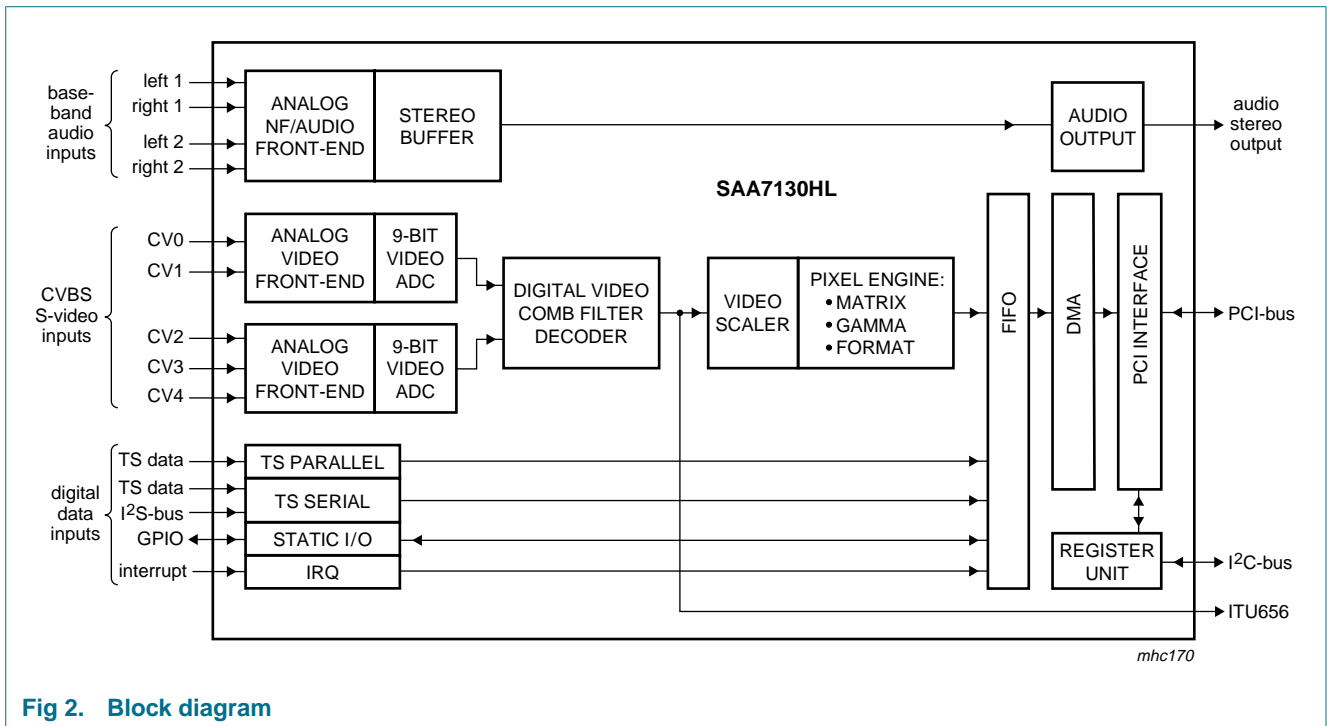 base-
band
audio
inputs
left 1
right 1
left 2
right 2
ANALOG
NF/AUDIO
FRONT-END
STEREO
BUFFER
AUDIO
OUTPUT
audio
stereo
output
SAA7130HL
CVBS
S-video
inputs
CV0
CV1
CV2
CV3
CV4
ANALOG
VIDEO
FRONT-END
9-BIT
VIDEO
ADC
ANALOG
VIDEO
FRONT-END
9-BIT
VIDEO
ADC
DIGITAL VIDEO
COMB FILTER
DECODER
VIDEO
SCALER
PIXEL ENGINE:
• MATRIX
• GAMMA
• FORMAT
FIFO
DMA
PCI INTERFACE
PCI-bus
digital
data
inputs
TS data
TS data
I²S-bus
GPIO
interrupt
TS PARALLEL
TS SERIAL
STATIC I/O
IRQ
REGISTER
UNIT
I²C-bus
ITU656
mhc170
Fig 2. Block diagram